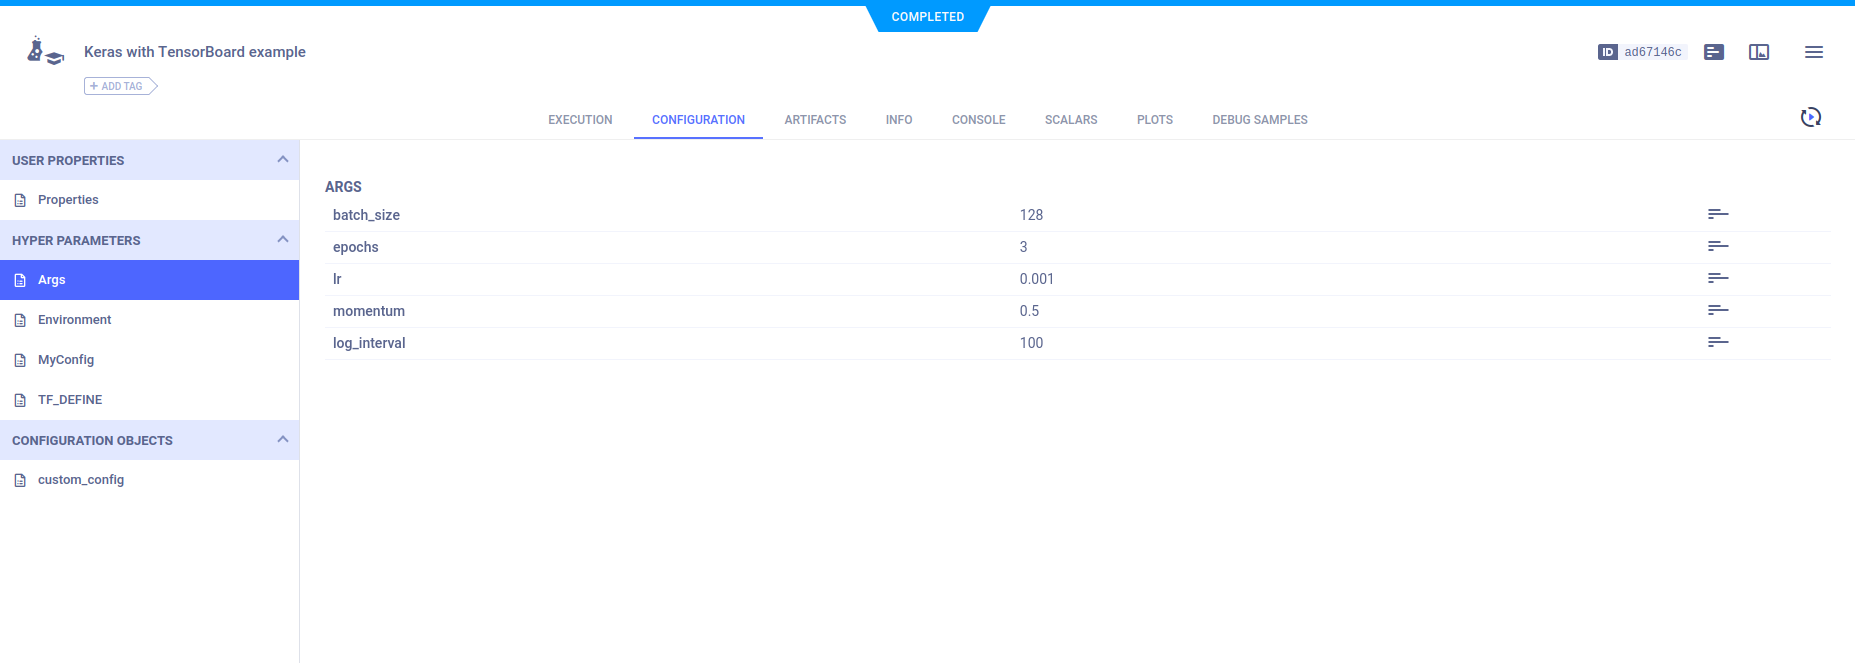 COMPLETED
Keras with TensorBoard example
ID ad67146c
+ ADD TAG
EXECUTION CONFIGURATION ARTIFACTS INFO CONSOLE SCALARS PLOTS DEBUG SAMPLES
USER PROPERTIES
Properties
HYPER PARAMETERS
Args
Environment
MyConfig
TF_DEFINE
CONFIGURATION OBJECTS
custom_config
ARGS
batch_size 128
epochs 3
lr 0.001
momentum 0.5
log_interval 100